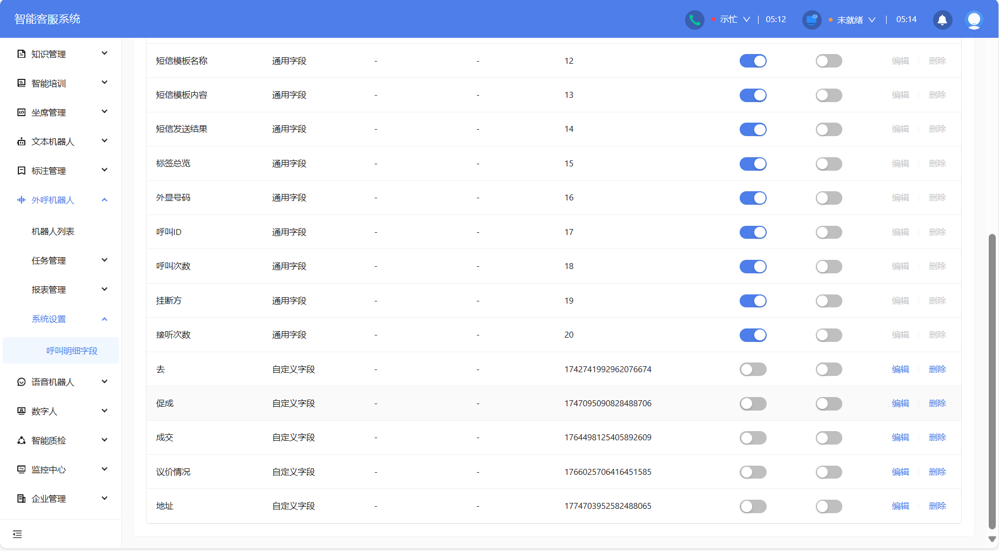 智能客服系统
示忙 | 05:12
未就绪 | 05:14
知识管理
智能培训
坐席管理
文本机器人
标注管理
外呼机器人
机器人列表
任务管理
报表管理
系统设置
呼叫明细字段
语音机器人
数字人
智能质检
监控中心
企业管理
短信模板名称 通用字段 - - 12 编辑 删除
短信模板内容 通用字段 - - 13 编辑 删除
短信发送结果 通用字段 - - 14 编辑 删除
标签总览 通用字段 - - 15 编辑 删除
外显号码 通用字段 - - 16 编辑 删除
呼叫ID 通用字段 - - 17 编辑 删除
呼叫次数 通用字段 - - 18 编辑 删除
挂断方 通用字段 - - 19 编辑 删除
接听次数 通用字段 - - 20 编辑 删除
去 自定义字段 - - 1742741992962076674 编辑 删除
促成 自定义字段 - - 1747095090828488706 编辑 删除
成交 自定义字段 - - 1764498125405892609 编辑 删除
议价情况 自定义字段 - - 1766025706416451585 编辑 删除
地址 自定义字段 - - 1774703952582488065 编辑 删除